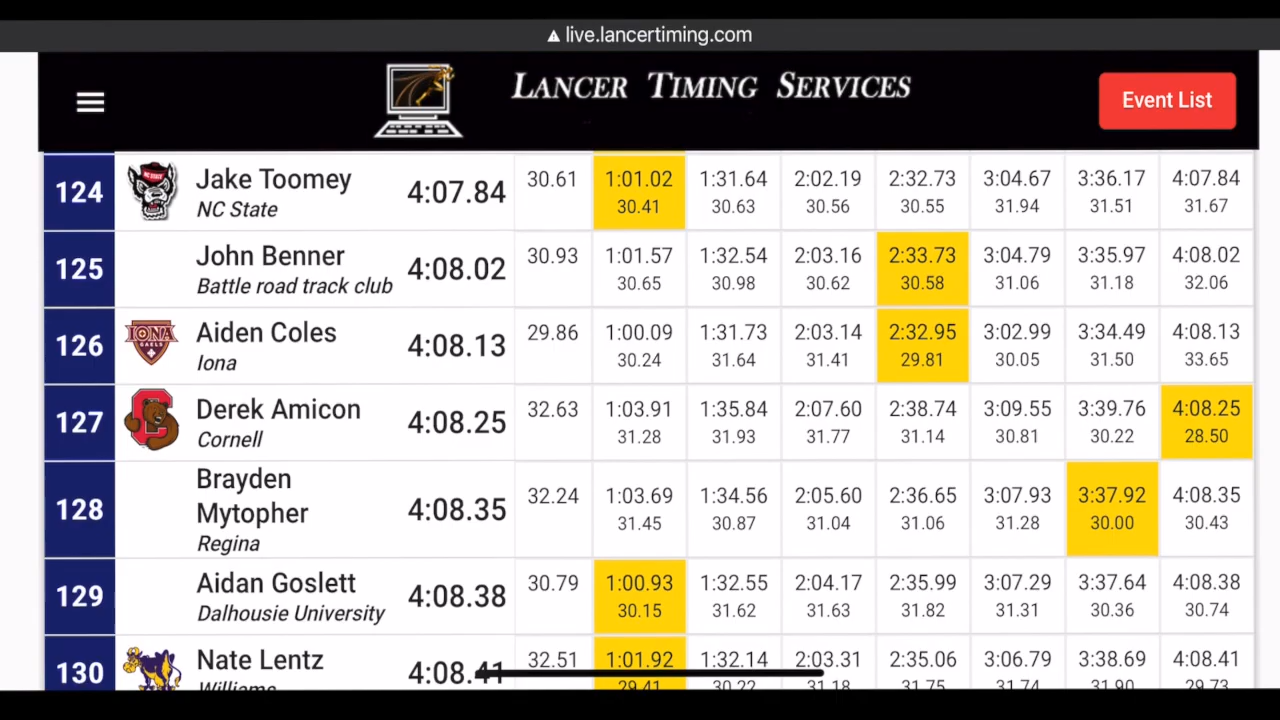 live.lancertiming.com
LANCER TIMING SERVICES
Event List
124 Jake Toomey 4:07.84 30.61 1:01.02 1:31.64 2:02.19 2:32.73 3:04.67 3:36.17 4:07.84
NC State 30.41 30.63 30.56 30.55 31.94 31.51 31.67
125 John Benner 4:08.02 30.93 1:01.57 1:32.54 2:03.16 2:33.73 3:04.79 3:35.97 4:08.02
Battle road track club 30.65 30.98 30.62 30.58 31.06 31.18 32.06
IONA
GAELS
126 Aiden Coles 4:08.13 29.86 1:00.09 1:31.73 2:03.14 2:32.95 3:02.99 3:34.49 4:08.13
Iona 30.24 31.64 31.41 29.81 30.05 31.50 33.65
127 Derek Amicon 4:08.25 32.63 1:03.91 1:35.84 2:07.60 2:38.74 3:09.55 3:39.76 4:08.25
Cornell 31.28 31.93 31.77 31.14 30.81 30.22 28.50
Brayden
128 Mytopher 4:08.35 32.24 1:03.69 1:34.56 2:05.60 2:36.65 3:07.93 3:37.92 4:08.35
Regina 31.45 30.87 31.04 31.06 31.28 30.00 30.43
129 Aidan Goslett 4:08.38 30.79 1:00.93 1:32.55 2:04.17 2:35.99 3:07.29 3:37.64 4:08.38
Dalhousie University 30.15 31.62 31.63 31.82 31.31 30.36 30.74
130 Nate Lentz 4:08.41 32.51 1:01.92 1:32.14 2:03.31 2:35.06 3:06.79 3:38.69 4:08.41
Williams 29.41 30.22 31.18 31.75 31.74 31.90 29.73